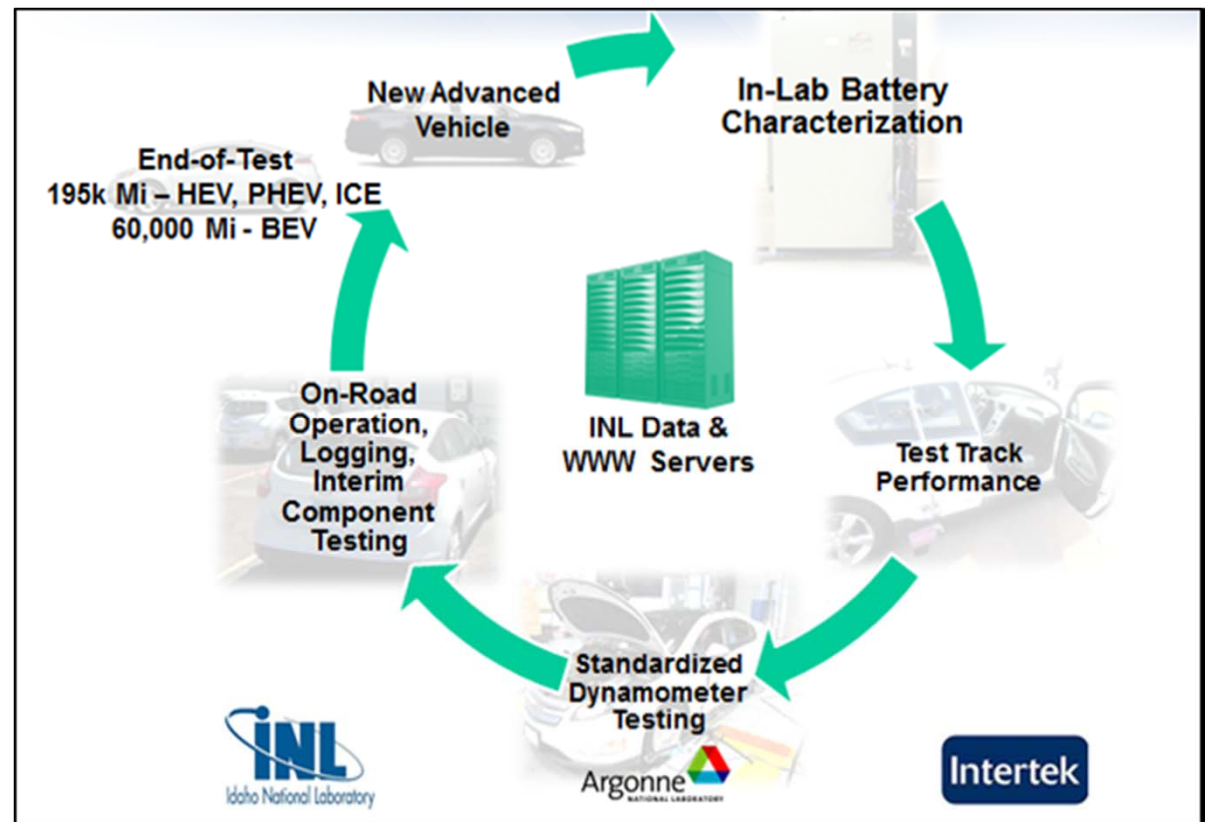 New Advanced
Vehicle
In-Lab Battery
Characterization
End-of-Test
195k Mi – HEV, PHEV, ICE
60,000 Mi - BEV
On-Road
Operation,
Logging,
Interim
Component
Testing
INL Data &
WWW Servers
Test Track
Performance
Standardized
Dynamometer
Testing
INL
Idaho National Laboratory
Argonne
NATIONAL LABORATORY
Intertek